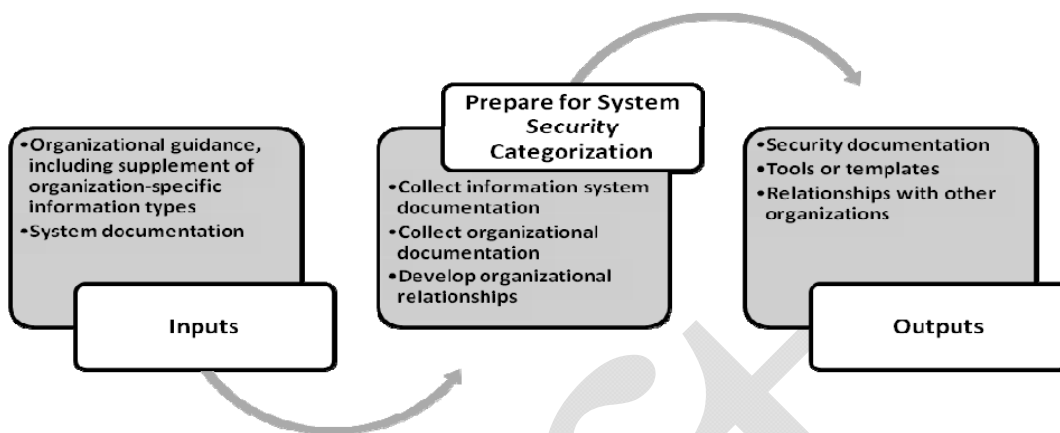 •Organizational guidance,
including supplement of
organization-specific
information types
•System documentation
Inputs
Prepare for System
Security
Categorization
•Collect information system
documentation
•Collect organizational
documentation
•Develop organizational
relationships
•Security documentation
•Tools or templates
•Relationships with other
organizations
Outputs